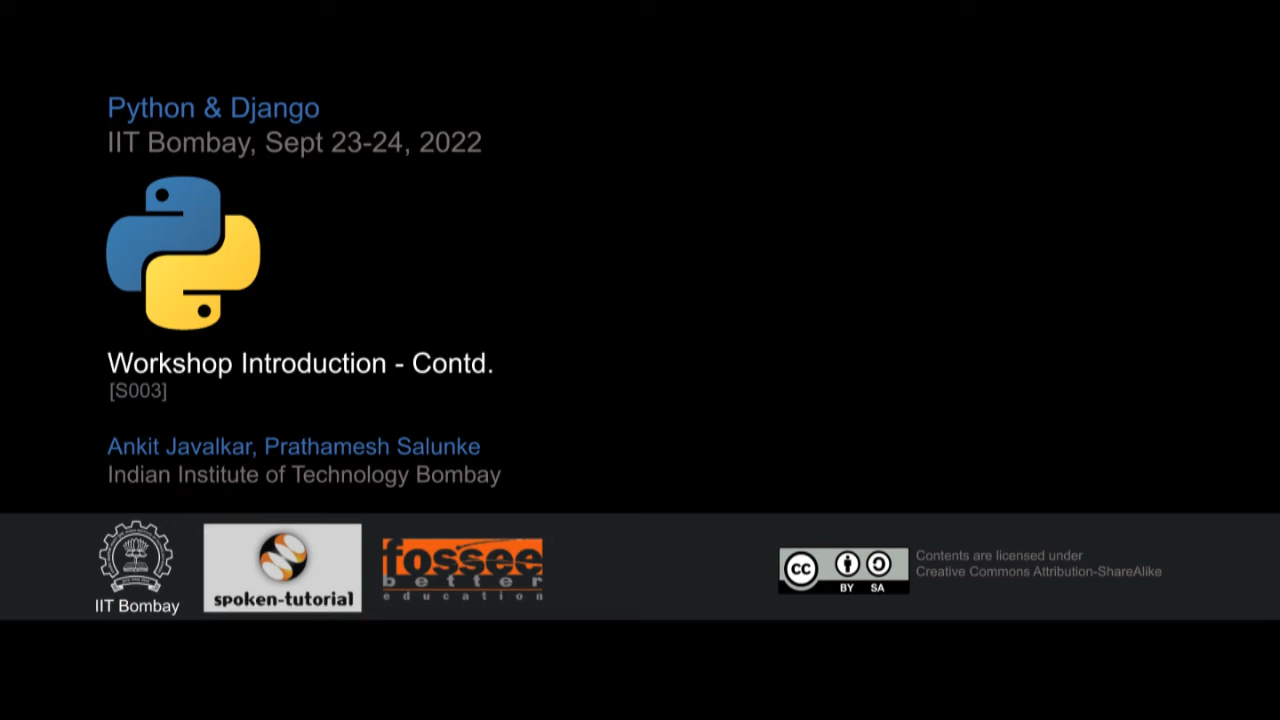 Python & Django
IIT Bombay, Sept 23-24, 2022
Workshop Introduction - Contd.
[S003]
Ankit Javalkar, Prathamesh Salunke
Indian Institute of Technology Bombay
IIT Bombay
spoken-tutorial
fossee
better
education
cc
BY SA
Contents are licensed under
Creative Commons Attribution-ShareAlike